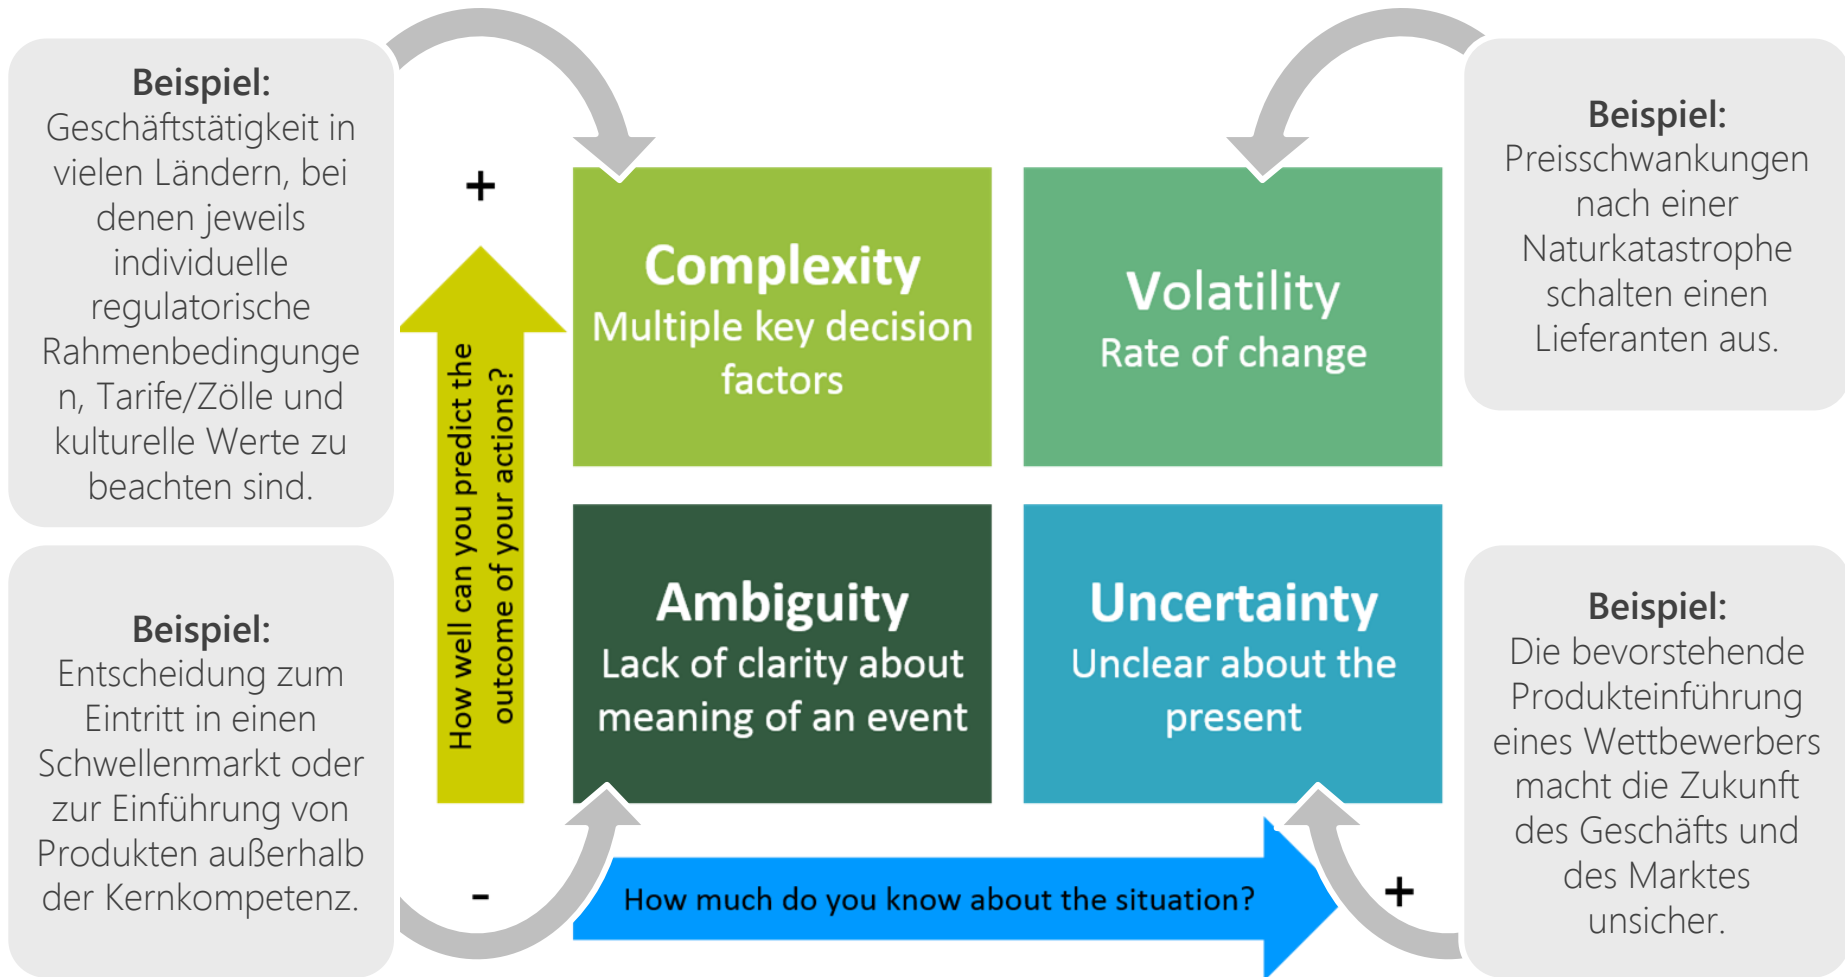 Beispiel:
Geschäftstätigkeit in
vielen Ländern, bei
denen jeweils
individuelle
regulatorische
Rahmenbedingunge
n, Tarife/Zölle und
kulturelle Werte zu
beachten sind.
Beispiel:
Entscheidung zum
Eintritt in einen
Schwellenmarkt oder
zur Einführung von
Produkten außerhalb
der Kernkompetenz.
+
How well can you predict the
outcome of your actions?
-
Complexity
Multiple key decision
factors
Volatility
Rate of change
Ambiguity
Lack of clarity about
meaning of an event
Uncertainty
Unclear about the
present
How much do you know about the situation?
+
Beispiel:
Preisschwankungen
nach einer
Naturkatastrophe
schalten einen
Lieferanten aus.
Beispiel:
Die bevorstehende
Produkteinführung
eines Wettbewerbers
macht die Zukunft
des Geschäfts und
des Marktes
unsicher.